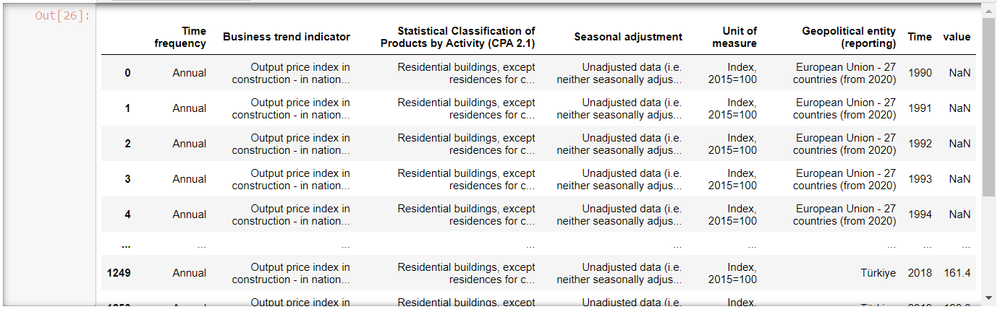 Out[26]:
Time frequency Business trend indicator Statistical Classification of Products by Activity (CPA 2.1) Seasonal adjustment Unit of measure Geopolitical entity (reporting) Time value
0 Annual Output price index in construction - in nation... Residential buildings, except residences for c... Unadjusted data (i.e. neither seasonally adjus... Index, 2015=100 European Union - 27 countries (from 2020) 1990 NaN
1 Annual Output price index in construction - in nation... Residential buildings, except residences for c... Unadjusted data (i.e. neither seasonally adjus... Index, 2015=100 European Union - 27 countries (from 2020) 1991 NaN
2 Annual Output price index in construction - in nation... Residential buildings, except residences for c... Unadjusted data (i.e. neither seasonally adjus... Index, 2015=100 European Union - 27 countries (from 2020) 1992 NaN
3 Annual Output price index in construction - in nation... Residential buildings, except residences for c... Unadjusted data (i.e. neither seasonally adjus... Index, 2015=100 European Union - 27 countries (from 2020) 1993 NaN
4 Annual Output price index in construction - in nation... Residential buildings, except residences for c... Unadjusted data (i.e. neither seasonally adjus... Index, 2015=100 European Union - 27 countries (from 2020) 1994 NaN
... ... ... ... ... ... ... ... ...
1249 Annual Output price index in construction - in nation... Residential buildings, except residences for c... Unadjusted data (i.e. neither seasonally adjus... Index, 2015=100 Türkiye 2018 161.4
Output price index in Residential buildings, except Unadjusted data (i.e. Index,